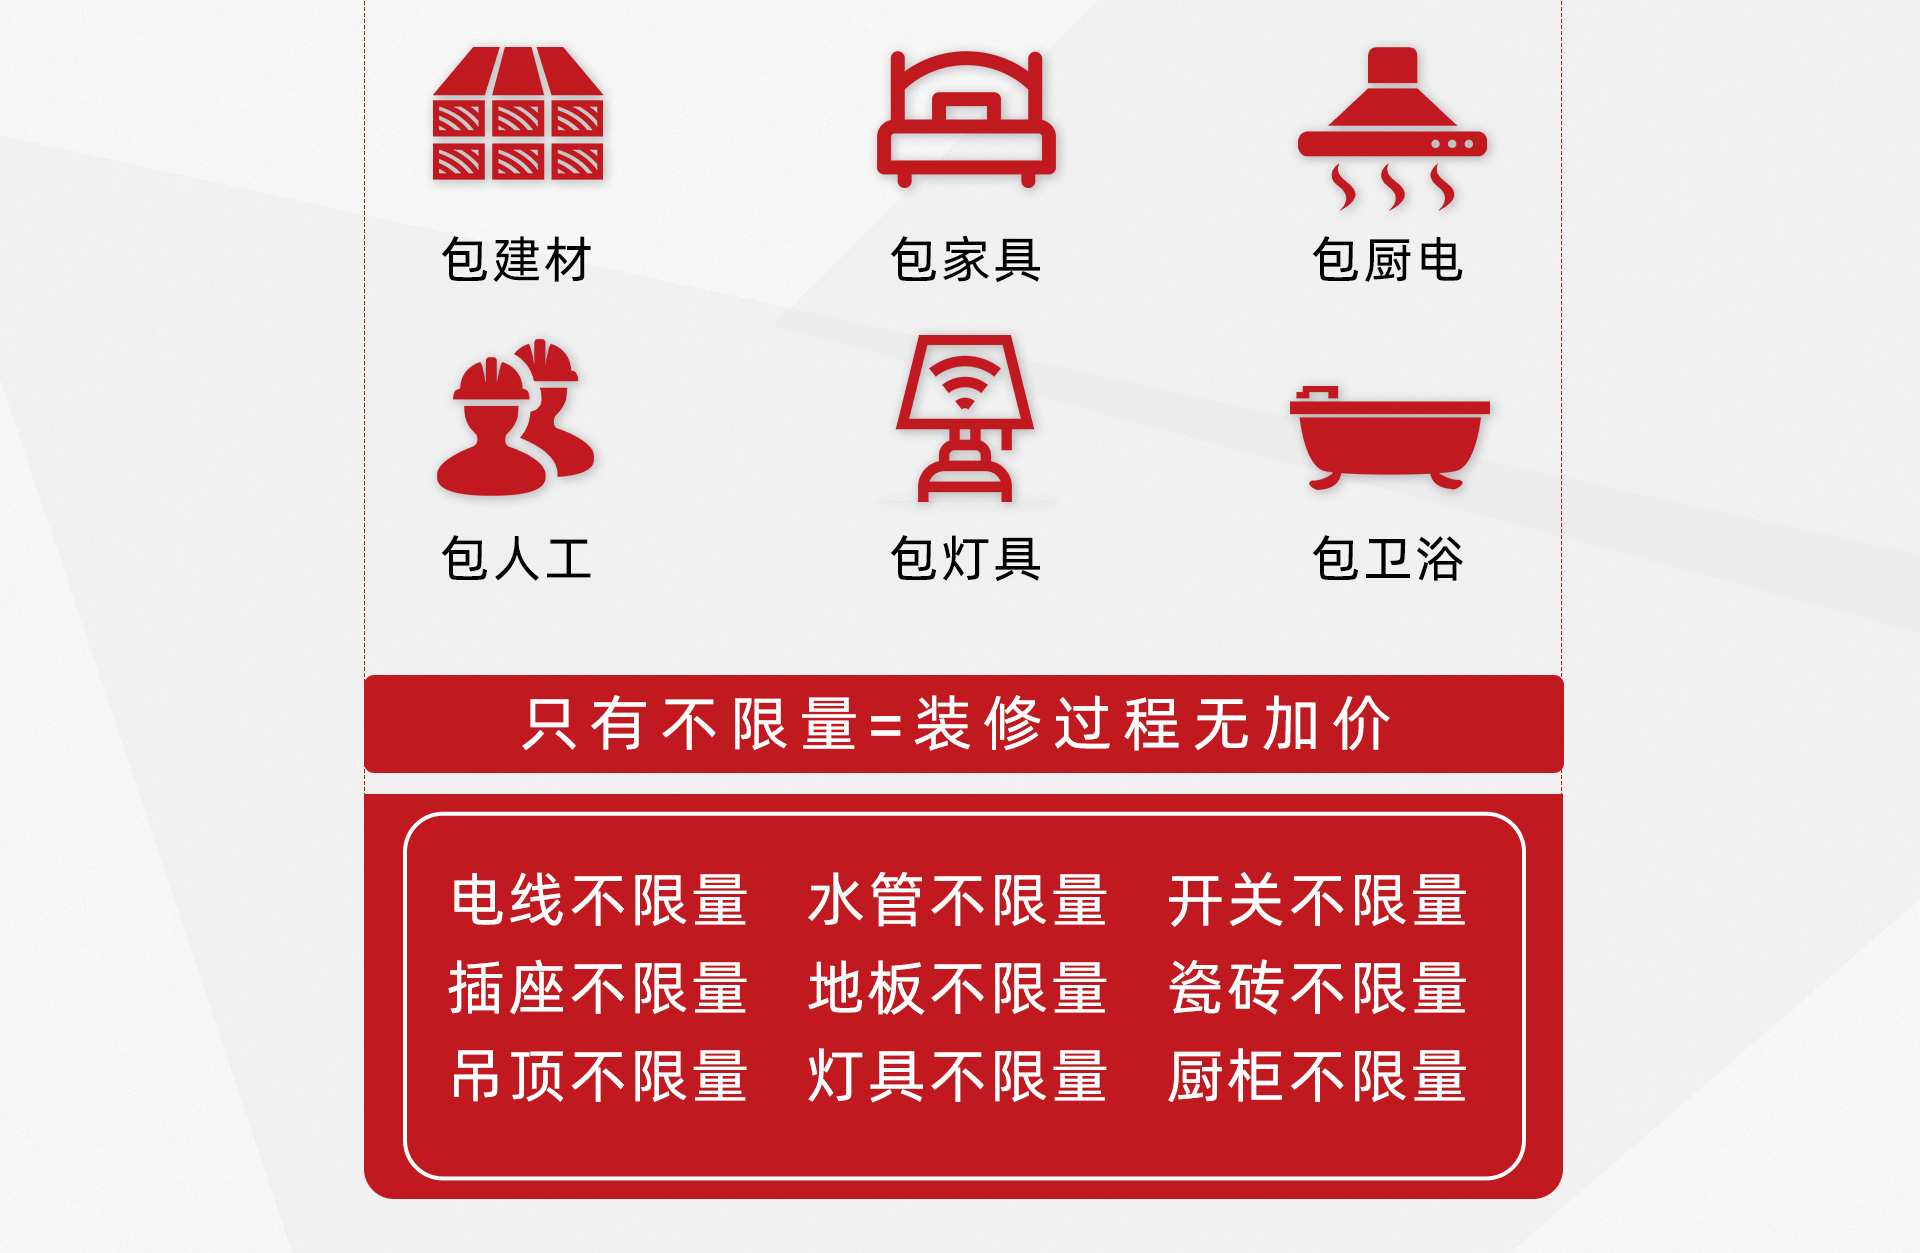 包建材 包家具 包厨电
包人工 包灯具 包卫浴
只有不限量=装修过程无加价
电线不限量 水管不限量 开关不限量
插座不限量 地板不限量 瓷砖不限量
吊顶不限量 灯具不限量 厨柜不限量